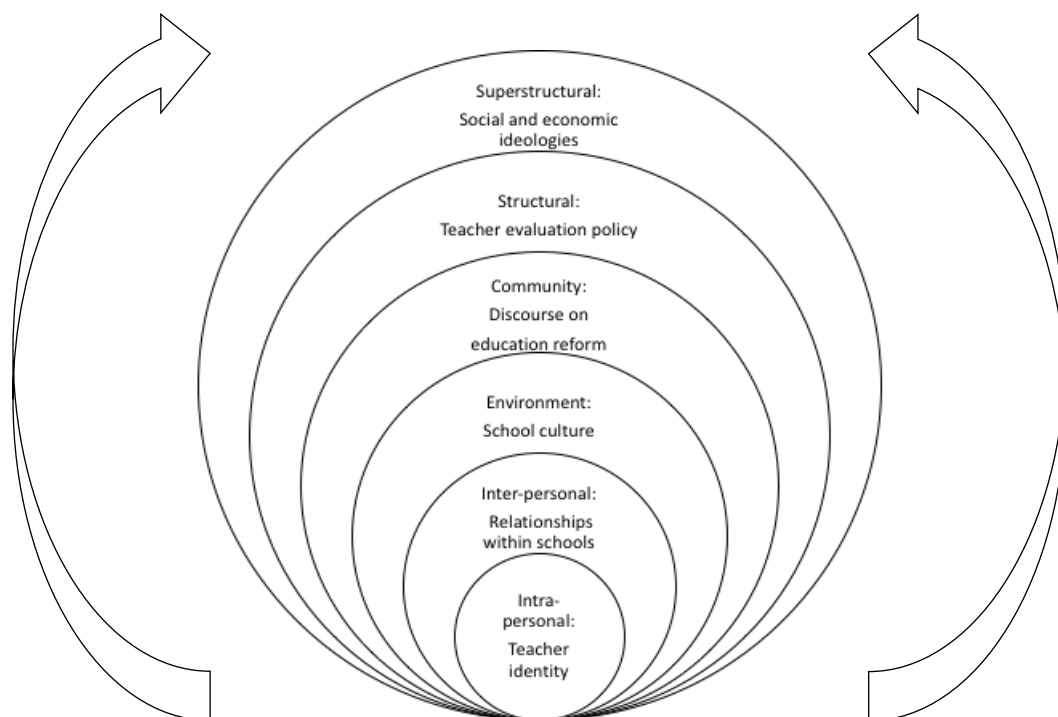 Superstructural:
Social and economic
ideologies
Structural:
Teacher evaluation policy
Community:
Discourse on
education reform
Environment:
School culture
Inter-personal:
Relationships
within schools
Intra-
personal:
Teacher
identity